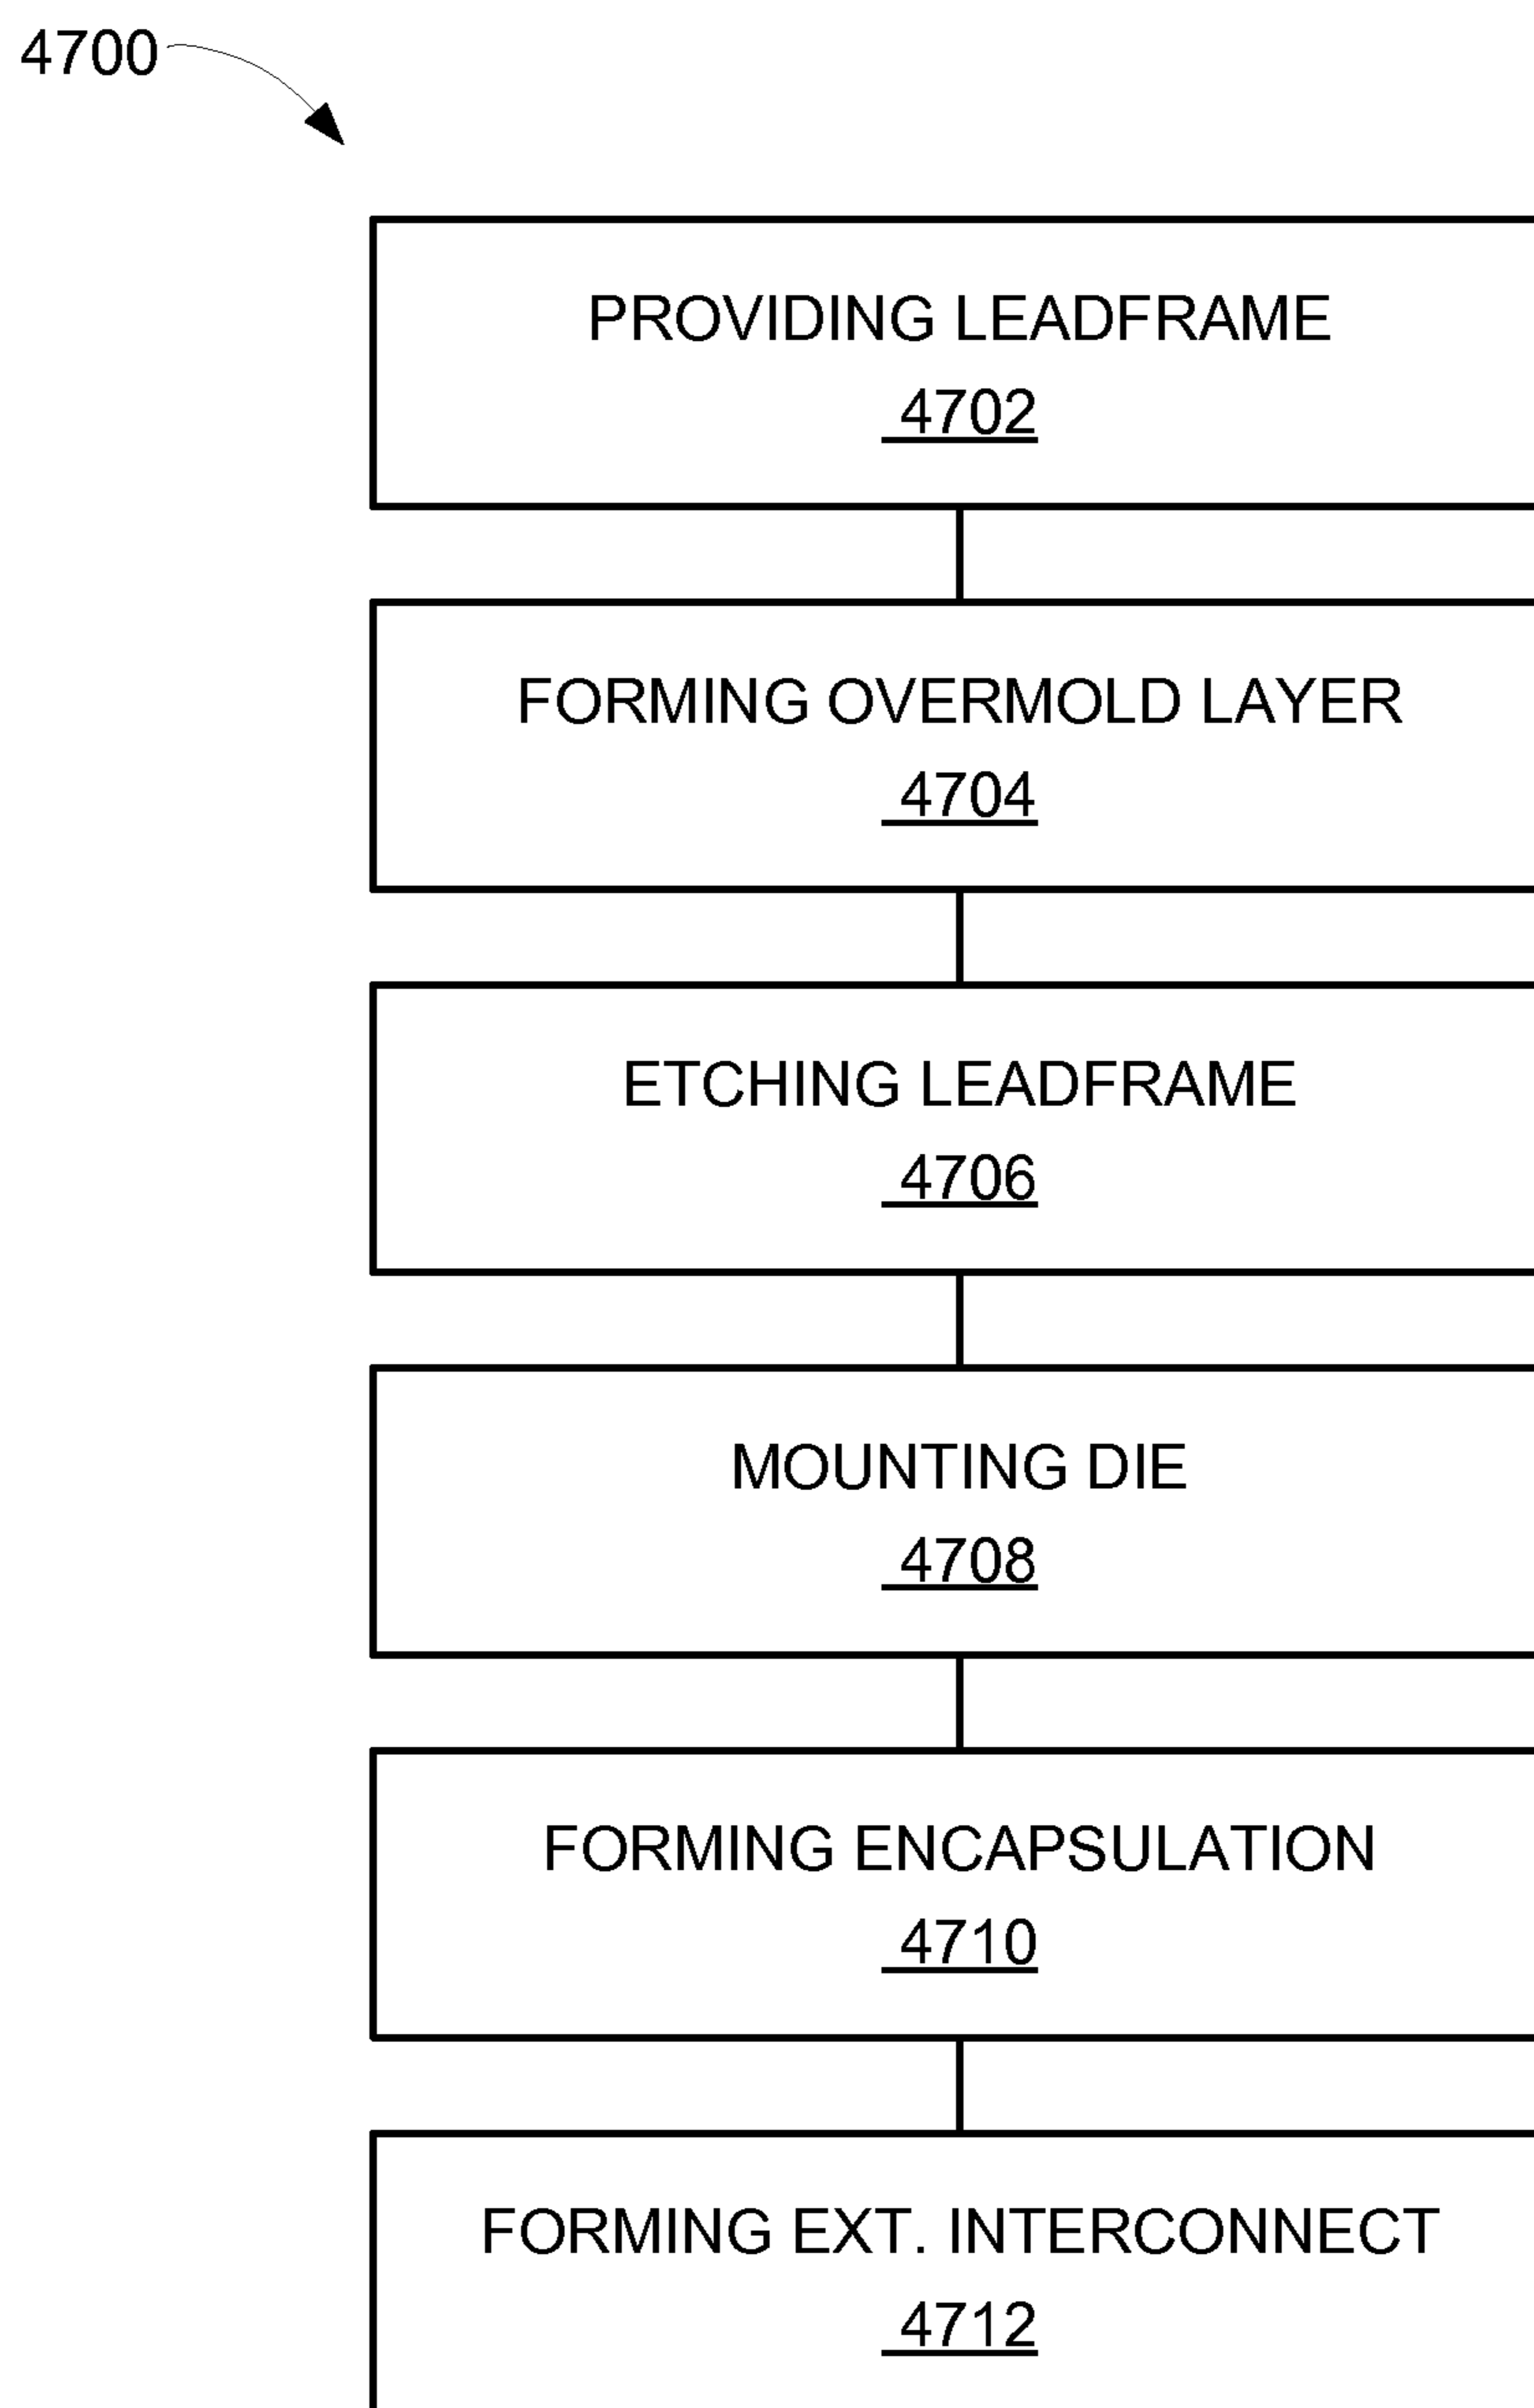 4700
PROVIDING LEADFRAME
4702
FORMING OVERMOLD LAYER
4704
ETCHING LEADFRAME
4706
MOUNTING DIE
4708
FORMING ENCAPSULATION
4710
FORMING EXT. INTERCONNECT
4712